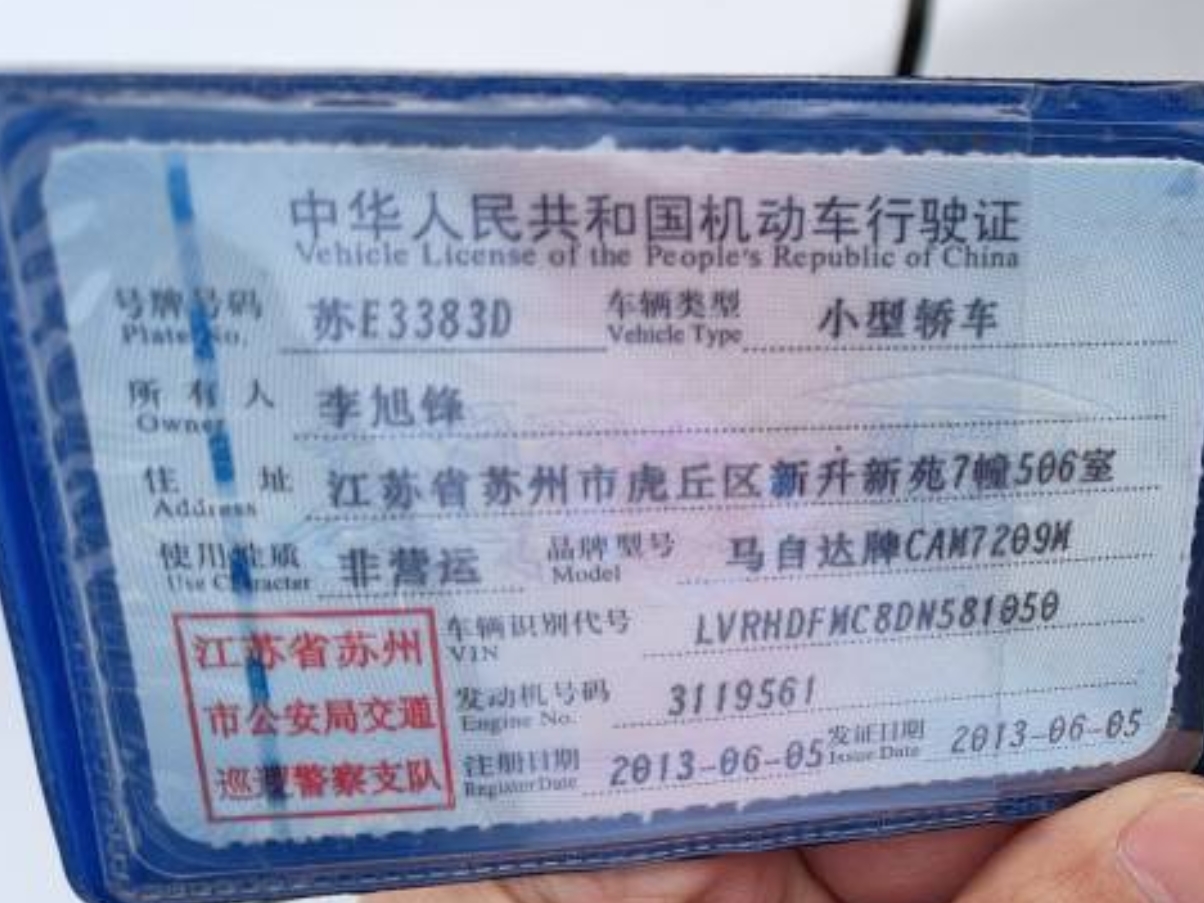 中华人民共和国机动车行驶证
Vehicle License of the People's Republic of China
号牌号码 苏E3383D 车辆类型 小型轿车
Plate No. Vehicle Type
所有人 李旭锋
Owner
住址 江苏省苏州市虎丘区新升新苑7幢506室
Address
使用性质 非营运 品牌型号 马自达牌CAM7209M
Use Character Model
车辆识别代号 LVRHDFMC8DN581050
VIN
发动机号码 3119561
Engine No.
注册日期 2013-06-05 发证日期 2013-06-05
Register Date Issue Date
江苏省苏州
市公安局交通
巡逻警察支队